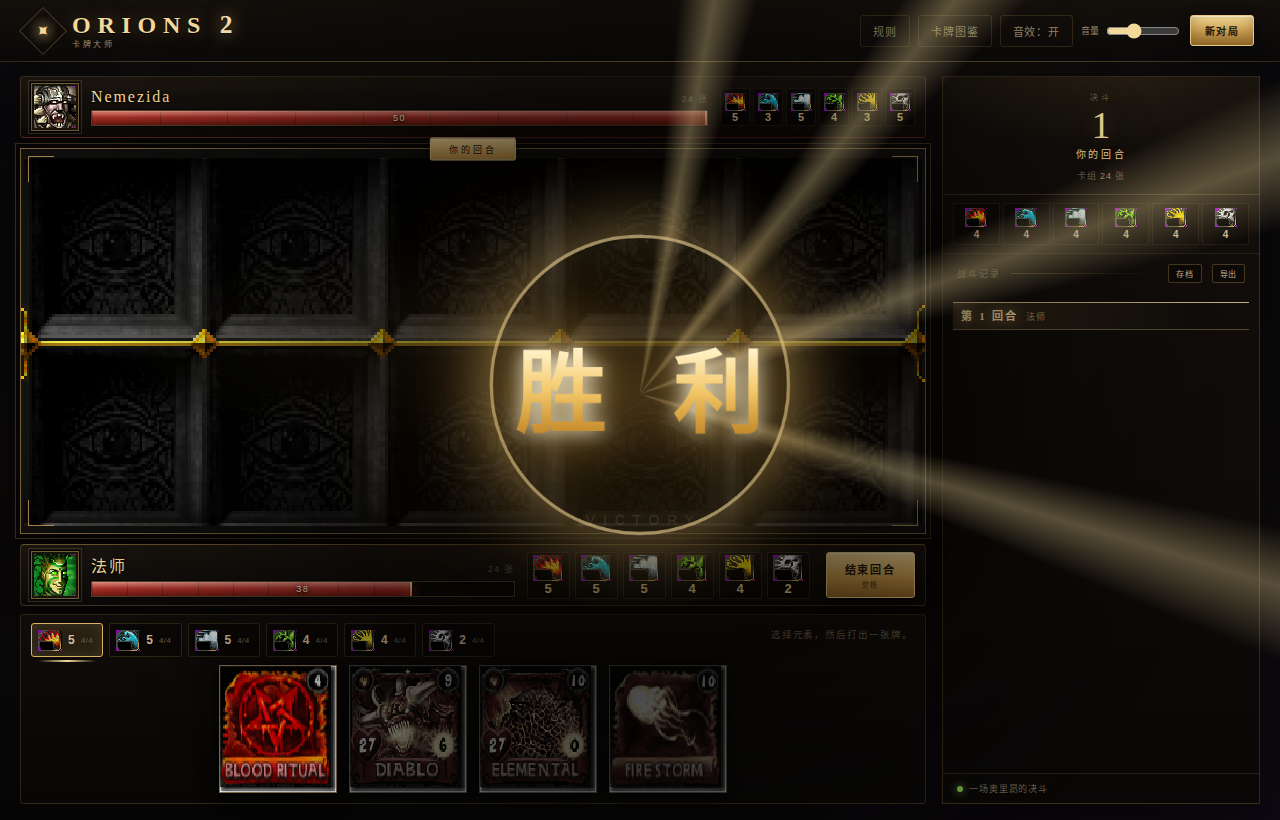 ORIONS 2
卡牌大师
规则
卡牌图鉴
音效：开
音量
新对局
Nemezida
24 张
50
5 3 5 4 3 5
你的回合
胜 利
VICTORY
法师
24 张
38
5 5 5 4 4 2
结束回合
空格
5 4/4
5 4/4
5 4/4
4 4/4
4 4/4
2 4/4
选择元素，然后打出一张牌。
4
BLOOD RITUAL
9
27 6
DIABLO
10
27 0
ELEMENTAL
10
FIRESTORM
决斗
1
你的回合
卡组 24 张
4 4 4 4 4 4
战斗记录
存档
导出
第 1 回合 法师
一场奥里昂的决斗